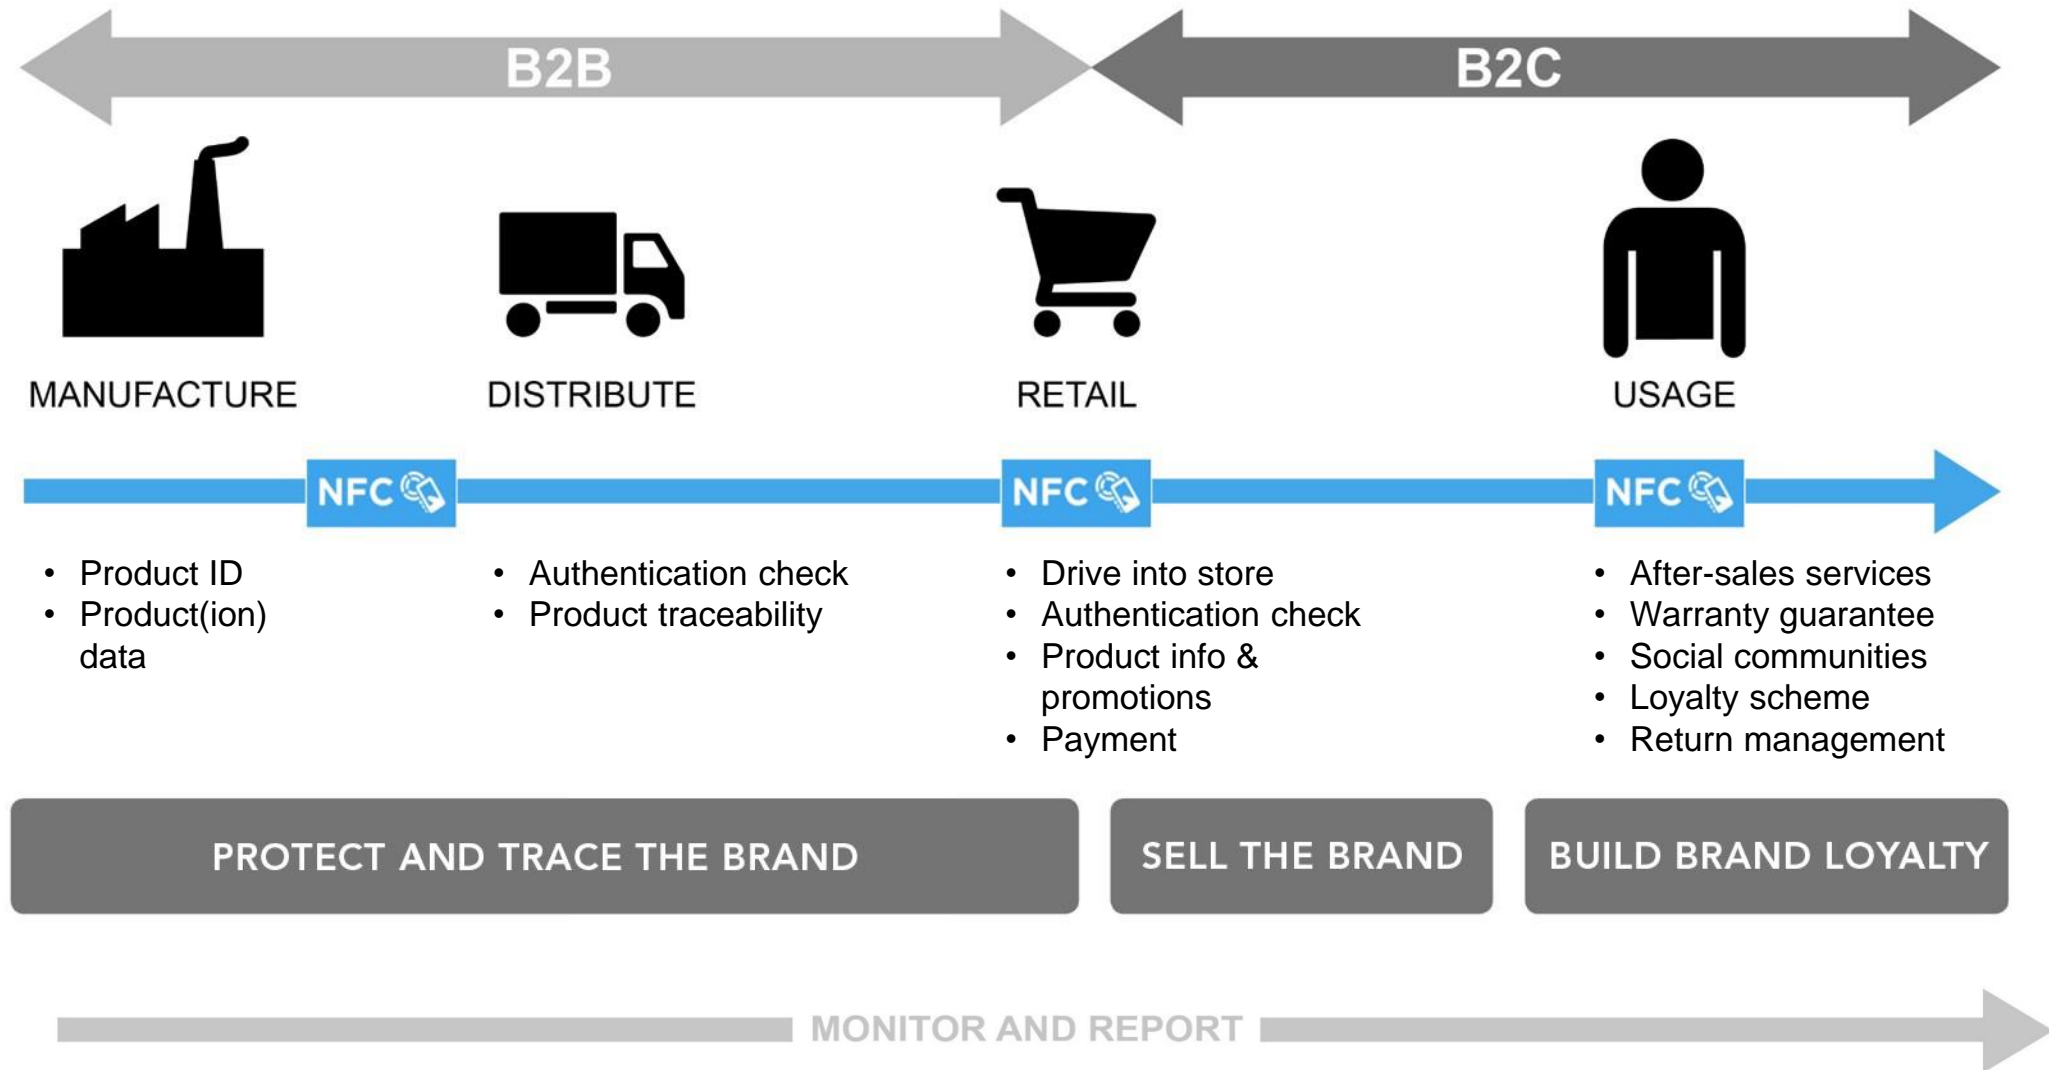 B2B
B2C
MANUFACTURE
DISTRIBUTE
RETAIL
USAGE
NFC
NFC
NFC
• Product ID
• Product(ion)
data
• Authentication check
• Product traceability
• Drive into store
• Authentication check
• Product info &
promotions
• Payment
• After-sales services
• Warranty guarantee
• Social communities
• Loyalty scheme
• Return management
PROTECT AND TRACE THE BRAND
SELL THE BRAND
BUILD BRAND LOYALTY
MONITOR AND REPORT